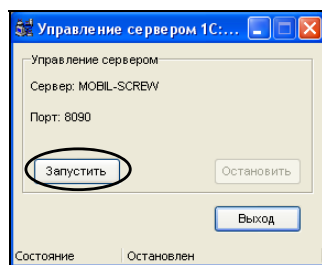 Управление сервером 1С:...
Управление сервером
Сервер: MOBIL-SCREW
Порт: 8090
Запустить
Остановить
Выход
Состояние
Остановлен